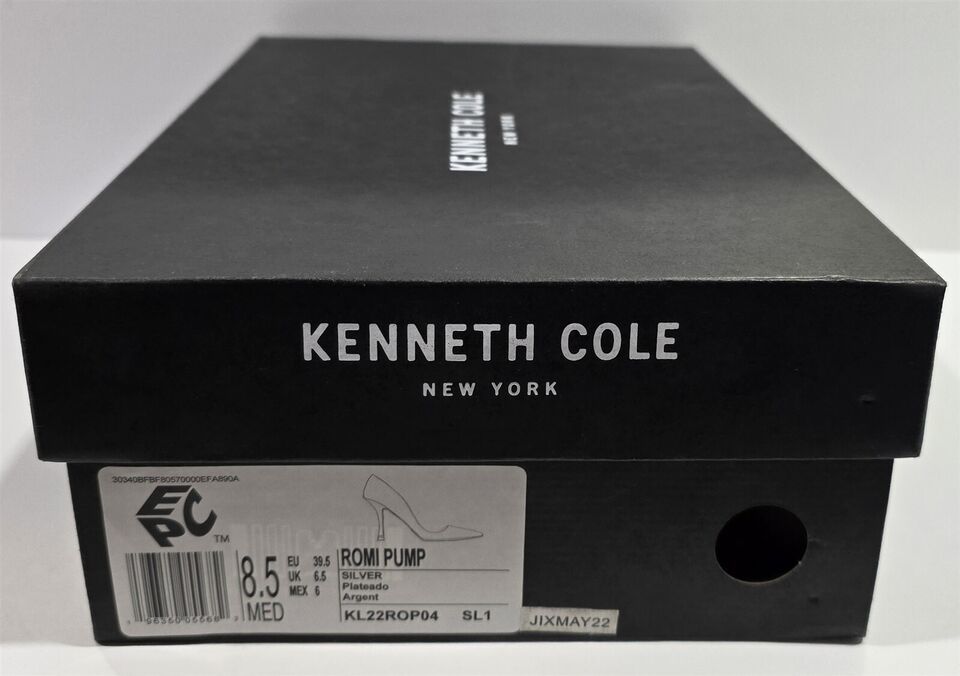 KENNETH COLE
NEW YORK
KENNETH COLE
NEW YORK
30340BFBF80570000EFA890A
EPC TM
8.5
MED
EU 39.5
UK 6.5
MEX 6
ROMI PUMP
SILVER
Plateado
Argent
KL22ROP04 SL1
JIXMAY22